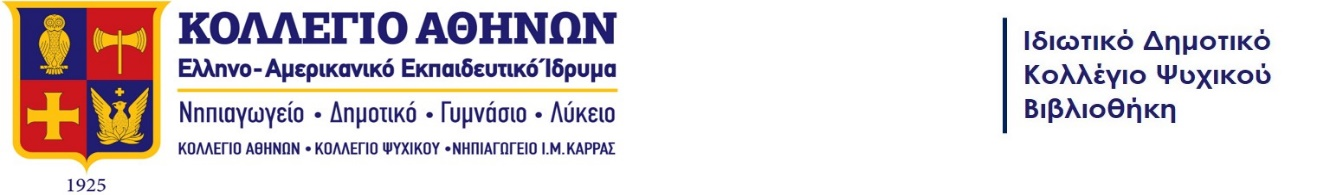 ΚΟΛΛΕΓΙΟ ΑΘΗΝΩΝ
Ελληνο-Αμερικανικό Εκπαιδευτικό Ίδρυμα
Νηπιαγωγείο • Δημοτικό • Γυμνάσιο • Λύκειο
ΚΟΛΛΕΓΙΟ ΑΘΗΝΩΝ • ΚΟΛΛΕΓΙΟ ΨΥΧΙΚΟΥ •ΝΗΠΙΑΓΩΓΕΙΟ Ι.Μ. ΚΑΡΡΑΣ
1925
Ιδιωτικό Δημοτικό
Κολλέγιο Ψυχικού
Βιβλιοθήκη